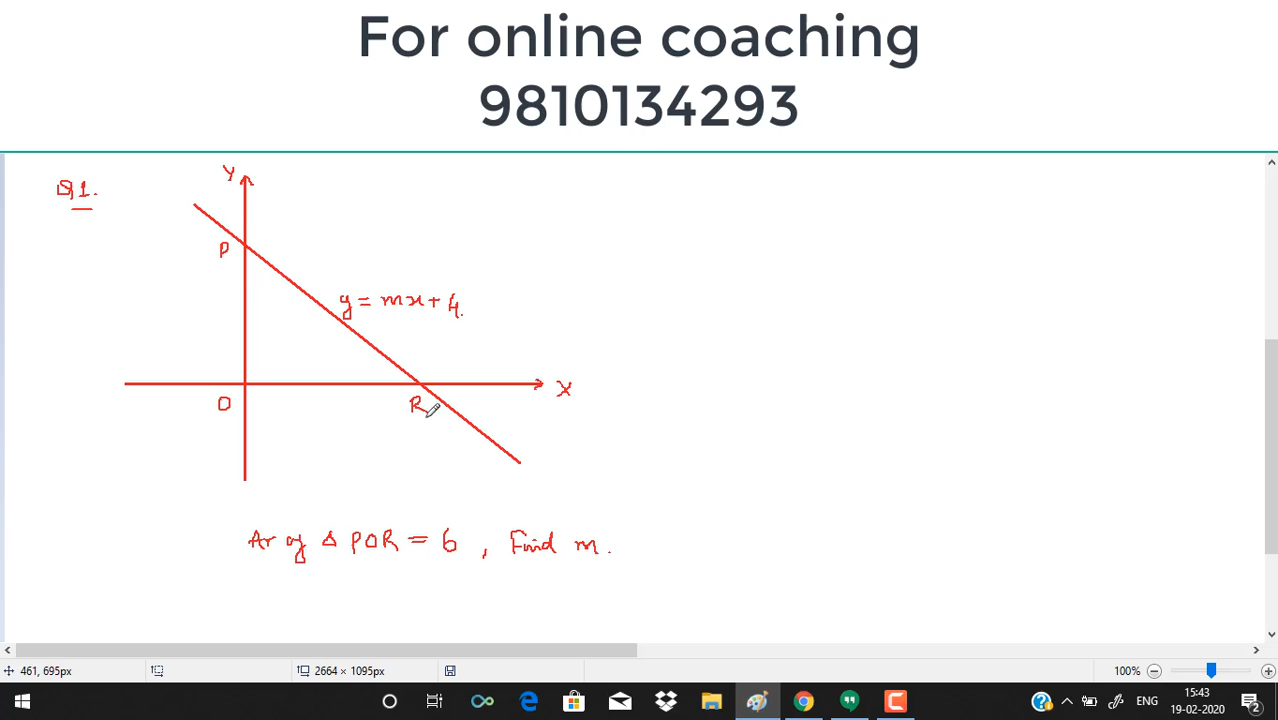 For online coaching
9810134293
Q1.
Y
P
y = mx + 4.
X
O
R
Ar of Δ POR = 6 , Find m.
461, 695px
2664 × 1095px
100%
ENG
15:43
19-02-2020
2